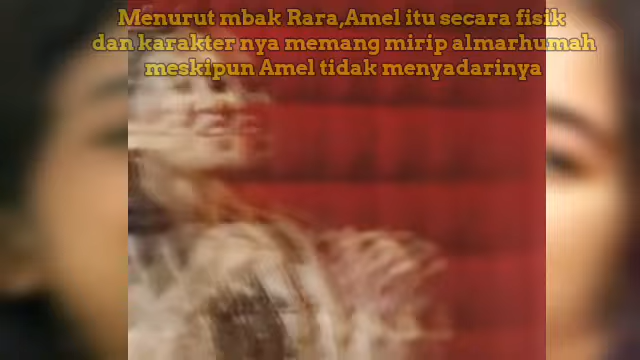 Menurut mbak Rara,Amel itu secara fisik
dan karakter nya memang mirip almarhumah
meskipun Amel tidak menyadarinya